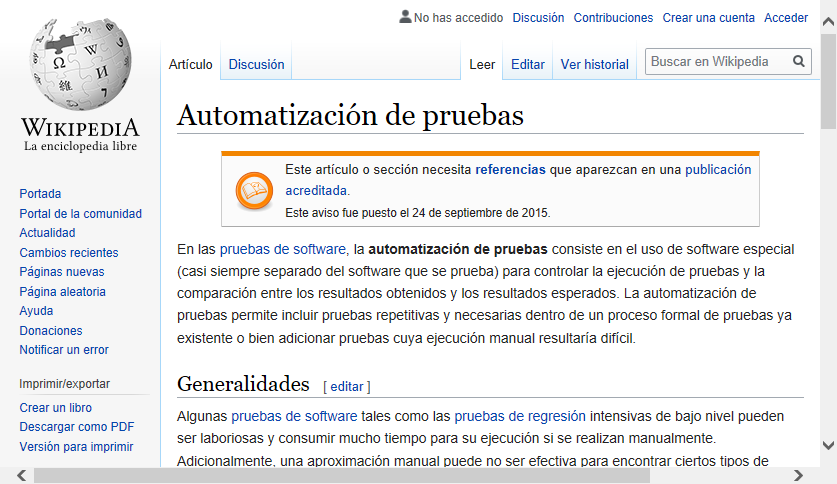 No has accedido Discusión Contribuciones Crear una cuenta Acceder
Artículo Discusión Leer Editar Ver historial Buscar en Wikipedia
WIKIPEDIA
La enciclopedia libre
Portada
Portal de la comunidad
Actualidad
Cambios recientes
Páginas nuevas
Página aleatoria
Ayuda
Donaciones
Notificar un error
Imprimir/exportar
Crear un libro
Descargar como PDF
Versión para imprimir
Automatización de pruebas
Este artículo o sección necesita referencias que aparezcan en una publicación
acreditada.
Este aviso fue puesto el 24 de septiembre de 2015.
En las pruebas de software, la automatización de pruebas consiste en el uso de software especial
(casi siempre separado del software que se prueba) para controlar la ejecución de pruebas y la
comparación entre los resultados obtenidos y los resultados esperados. La automatización de
pruebas permite incluir pruebas repetitivas y necesarias dentro de un proceso formal de pruebas ya
existente o bien adicionar pruebas cuya ejecución manual resultaría difícil.
Generalidades [ editar ]
Algunas pruebas de software tales como las pruebas de regresión intensivas de bajo nivel pueden
ser laboriosas y consumir mucho tiempo para su ejecución si se realizan manualmente.
Adicionalmente, una aproximación manual puede no ser efectiva para encontrar ciertos tipos de